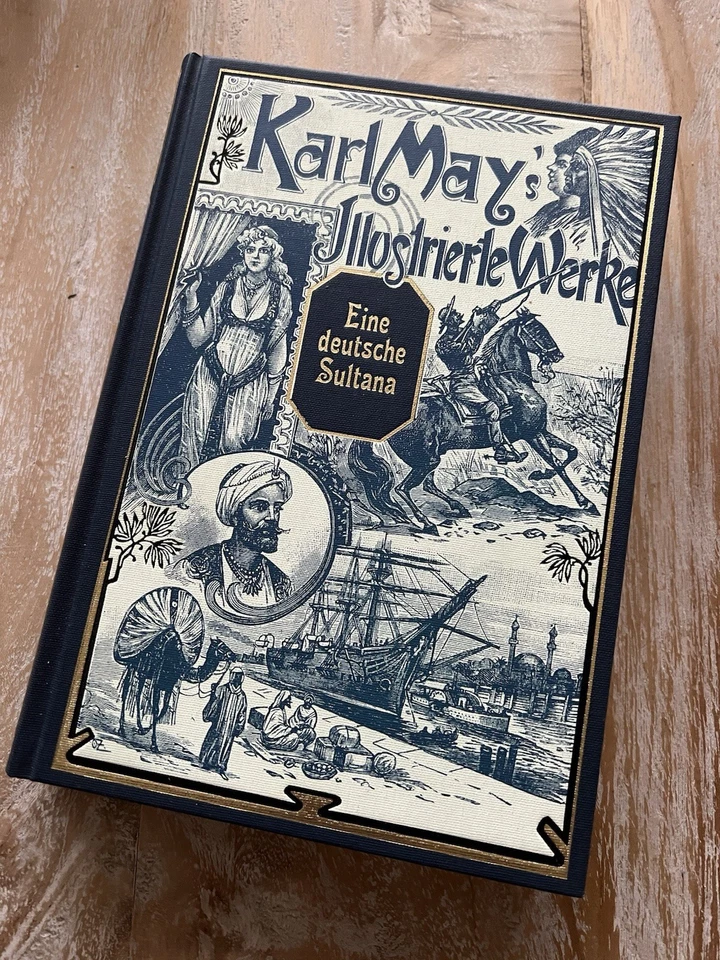 Karl May's
Illustrierte Werke
Eine
deutsche
Sultana